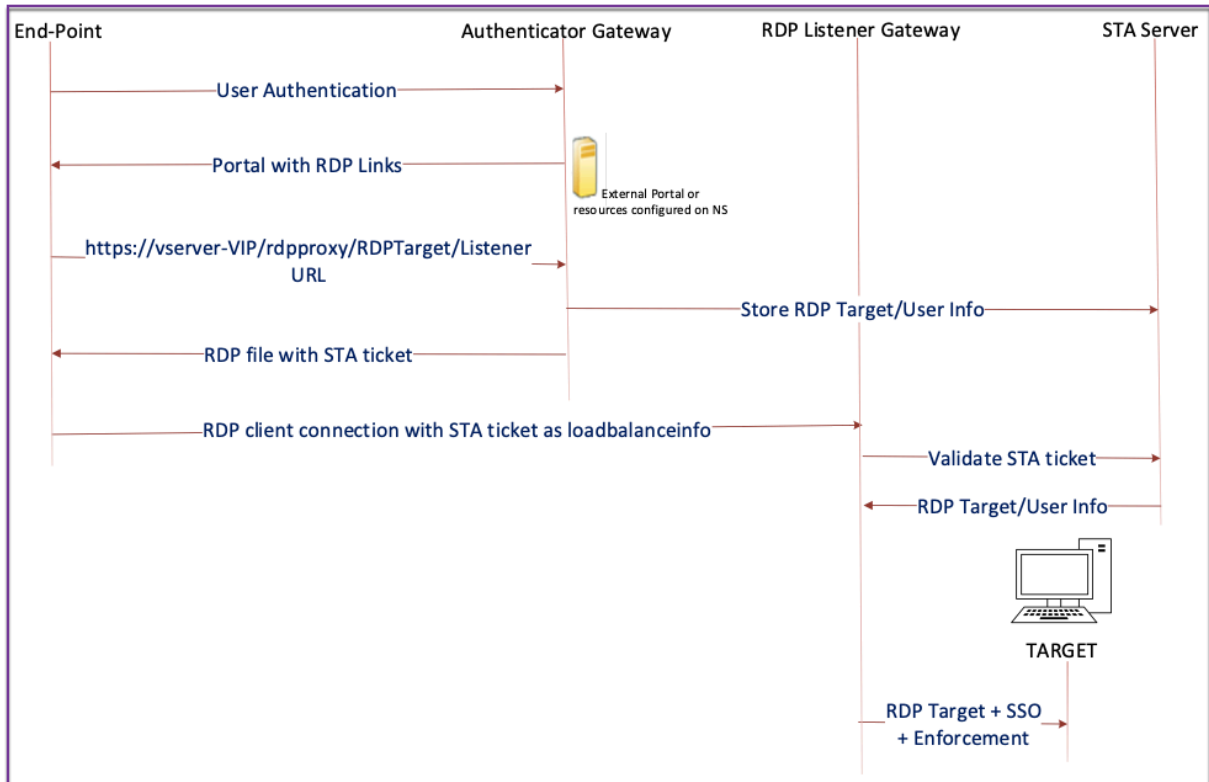 End-Point
Authenticator Gateway
RDP Listener Gateway
STA Server
User Authentication
Portal with RDP Links
External Portal or
resources configured on NS
https://vserver-VIP/rdpproxy/RDPTarget/Listener
URL
Store RDP Target/User Info
RDP file with STA ticket
RDP client connection with STA ticket as loadbalanceinfo
Validate STA ticket
RDP Target/User Info
TARGET
RDP Target + SSO
+ Enforcement